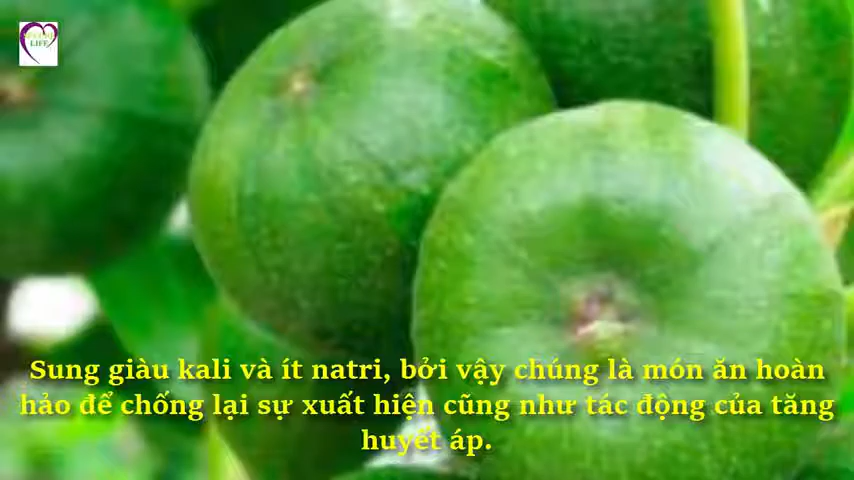 LIFE
Sung giàu kali và ít natri, bởi vậy chúng là món ăn hoàn
hảo để chống lại sự xuất hiện cũng như tác động của tăng
huyết áp.